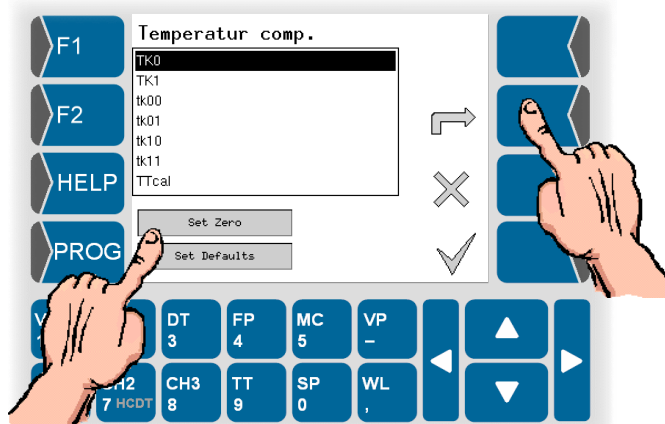 Temperatur comp.
F1
TK0
TK1
tk00
F2
tk01
tk10
tk11
HELP
TTcal
Set Zero
PROG
Set Defaults
DT
FP
MC
VP
3
4
5
–
CH3
TT
SP
WL
7 HCDT
8
9
0
,